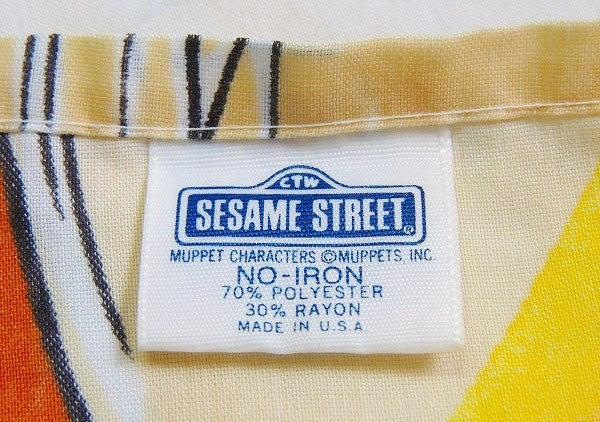 CTW
SESAME STREET®
MUPPET CHARACTERS ©MUPPETS, INC.
NO-IRON
70% POLYESTER
30% RAYON
MADE IN U.S.A.